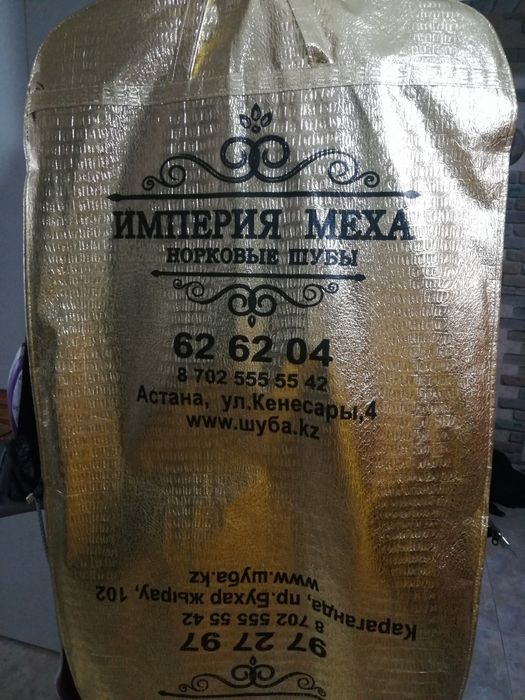 ИМПЕРИЯ МЕХА
НОРКОВЫЕ ШУБЫ
62 62 04
8 702 555 55 42
Астана, ул.Кенесары,4
www.шуба.kz
97 27 97
8 702 555 55 42
Караганда, пр.Бухар жырау, 102
www.шуба.kz